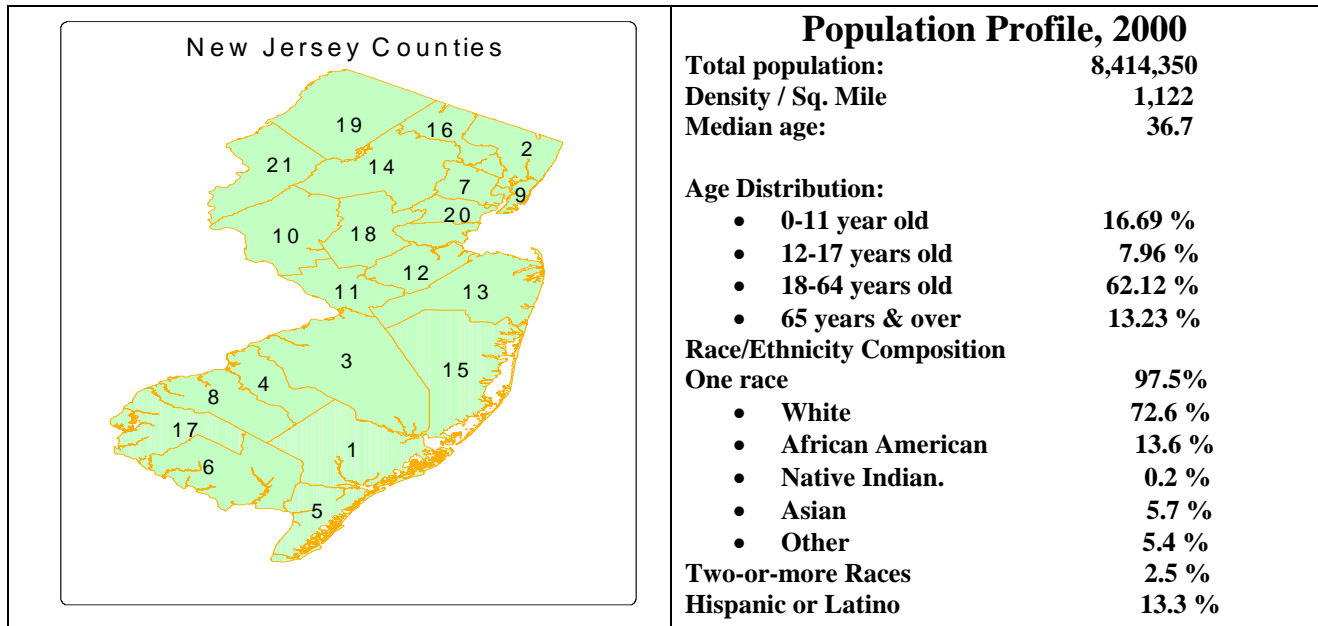 New Jersey Counties
19
16
2
21
14
7
9
20
10
18
12
11
13
3
15
4
8
17
1
6
5
Population Profile, 2000
Total population: 8,414,350
Density / Sq. Mile 1,122
Median age: 36.7
Age Distribution:
• 0-11 year old 16.69 %
• 12-17 years old 7.96 %
• 18-64 years old 62.12 %
• 65 years & over 13.23 %
Race/Ethnicity Composition
One race 97.5%
• White 72.6 %
• African American 13.6 %
• Native Indian. 0.2 %
• Asian 5.7 %
• Other 5.4 %
Two-or-more Races 2.5 %
Hispanic or Latino 13.3 %